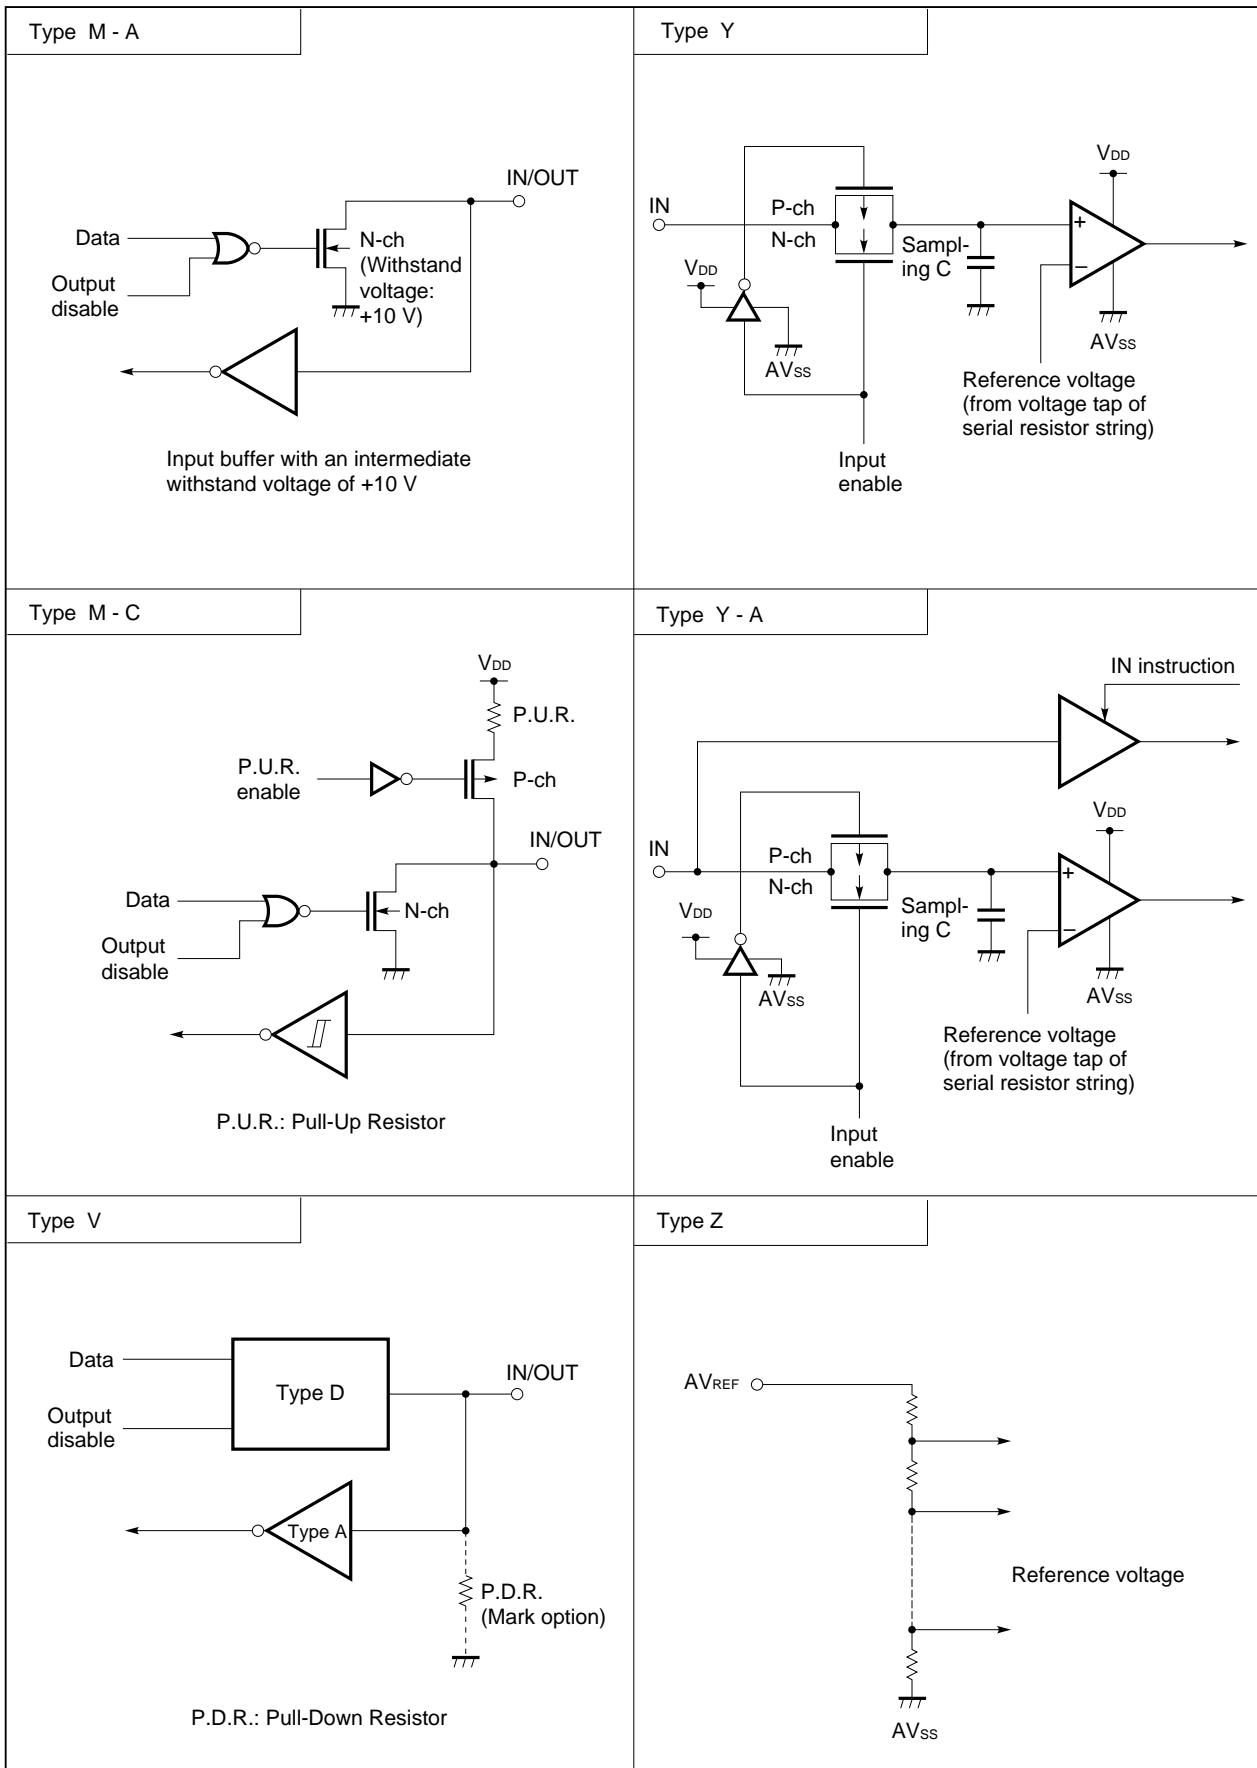 Type M - A
IN/OUT
Data
Output
disable
N-ch
(Withstand
voltage:
+10 V)
Input buffer with an intermediate
withstand voltage of +10 V
Type Y
VDD
IN
P-ch
N-ch
VDD
Sampl-
ing C
+
−
AVSS
AVSS
Reference voltage
(from voltage tap of
serial resistor string)
Input
enable
Type M - C
VDD
P.U.R.
P.U.R.
enable
P-ch
IN/OUT
Data
N-ch
Output
disable
P.U.R.: Pull-Up Resistor
Type Y - A
IN instruction
VDD
IN
P-ch
N-ch
VDD
Sampl-
ing C
+
−
AVSS
AVSS
Reference voltage
(from voltage tap of
serial resistor string)
Input
enable
Type V
Data
Type D
IN/OUT
Output
disable
Type A
P.D.R.
(Mark option)
P.D.R.: Pull-Down Resistor
Type Z
AVREF
Reference voltage
AVSS